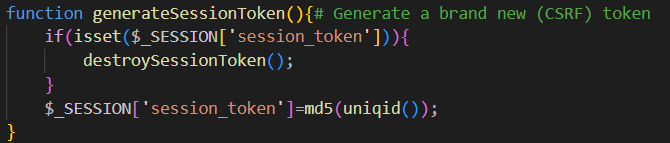 function generateSessionToken(){# Generate a brand new (CSRF) token
    if(isset($_SESSION['session_token'])){
        destroySessionToken();
    }
    $_SESSION['session_token']=md5(uniqid());
}